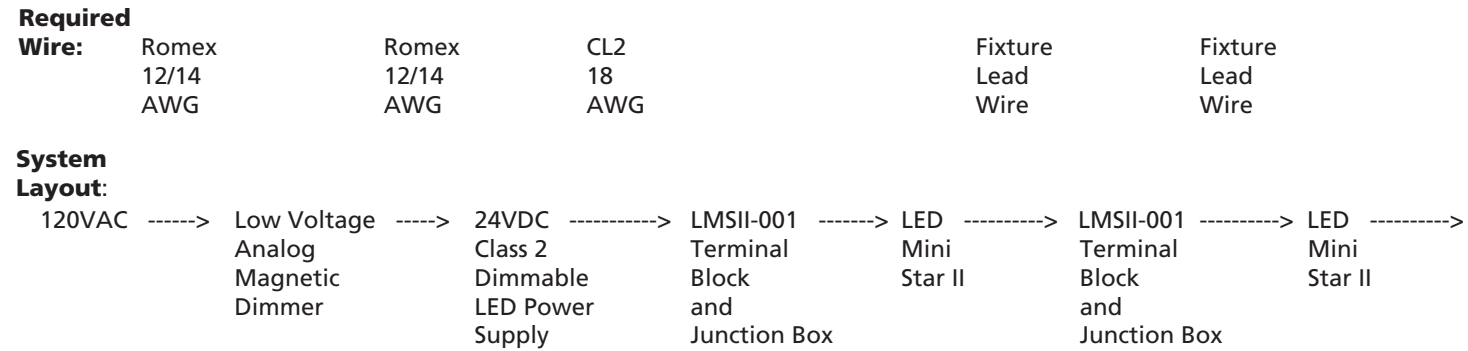 Required
Wire: Romex Romex CL2 Fixture Fixture
12/14 12/14 18 Lead Lead
AWG AWG AWG Wire Wire
System
Layout:
120VAC ------> Low Voltage -----> 24VDC -----------> LMSII-001 -------> LED ----------> LMSII-001 ----------> LED ---------->
Analog Class 2 Terminal Mini Terminal Mini
Magnetic Dimmable Block Star II Block Star II
Dimmer LED Power and and
Supply Junction Box Junction Box